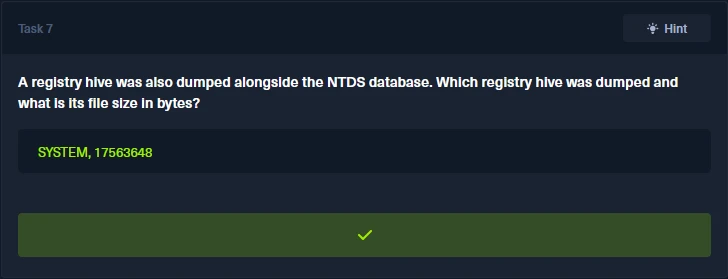 Task 7
Hint
A registry hive was also dumped alongside the NTDS database. Which registry hive was dumped and
what is its file size in bytes?
SYSTEM, 17563648